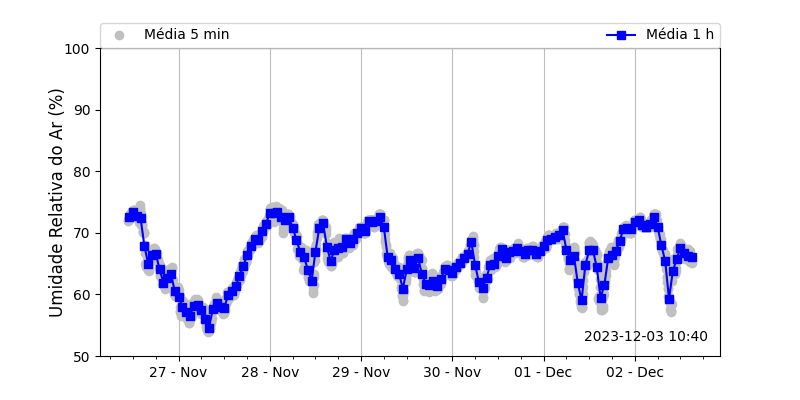 Média 5 min
Média 1 h
Umidade Relativa do Ar (%)
100
90
80
70
60
50
2023-12-03 10:40
27 - Nov
28 - Nov
29 - Nov
30 - Nov
01 - Dec
02 - Dec